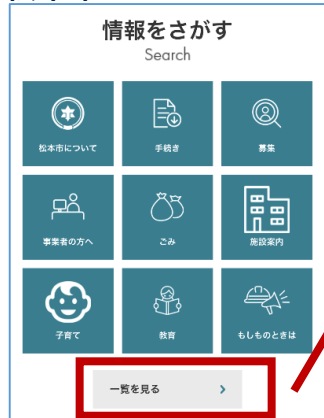 情報をさがす
Search
松本市について
手続き
募集
事業者の方へ
ごみ
施設案内
子育て
教育
もしものときは
一覧を見る